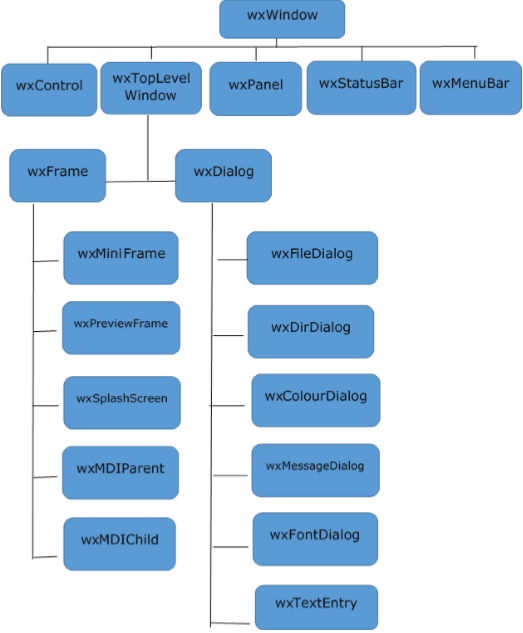 wxWindow
wxControl
wxTopLevel
Window
wxPanel
wxStatusBar
wxMenuBar
wxFrame
wxDialog
wxMiniFrame
wxFileDialog
wxPreviewFrame
wxDirDialog
wxSplashScreen
wxColourDialog
wxMDIParent
wxMessageDialog
wxMDIChild
wxFontDialog
wxTextEntry